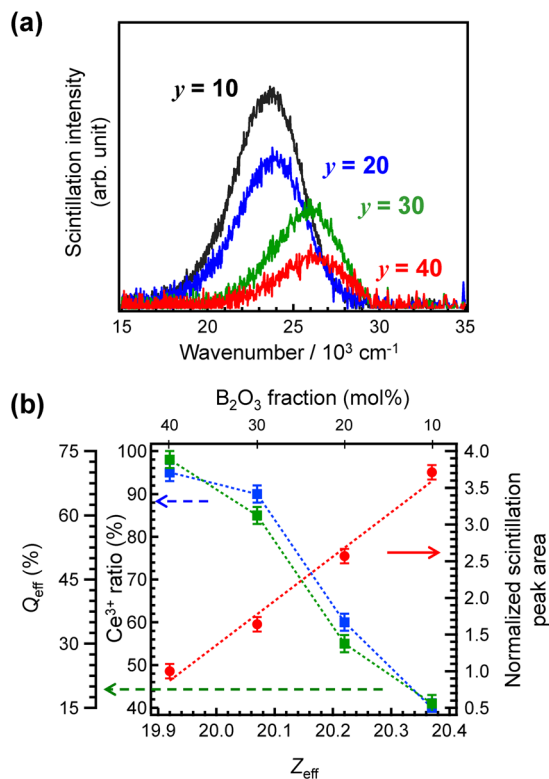 (a)
Scintillation intensity
(arb. unit)
y = 10
y = 20
y = 30
y = 40
15 20 25 30 35
Wavenumber / 10³ cm⁻¹
(b)
B₂O₃ fraction (mol%)
40 30 20 10
Q_eff (%)
75
60
45
30
15
Ce³⁺ ratio (%)
100
90
80
70
60
50
40
4.0
3.5
3.0
2.5
2.0
1.5
1.0
0.5
Normalized scintillation
peak area
19.9 20.0 20.1 20.2 20.3 20.4
Z_eff